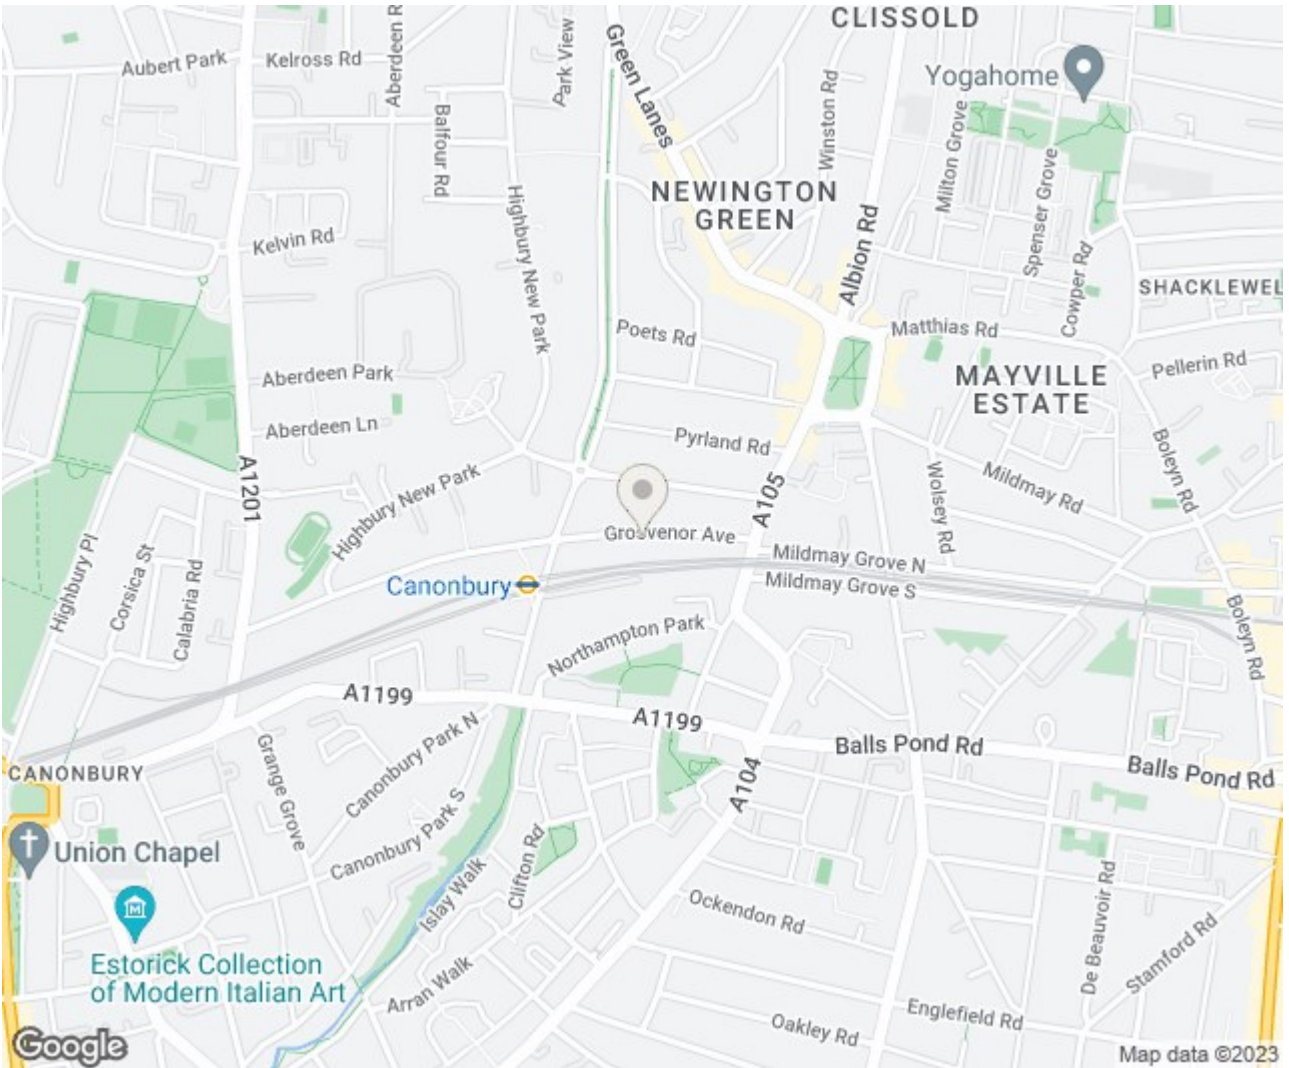 CLISSOLD
Aubert Park
Kelross Rd
Aberdeen R
Park View
Green Lanes
Yogahome
Balfour Rd
Winston Rd
Milton Grove
Spenser Grove
NEWINGTON
GREEN
Highbury New Park
Kelvin Rd
Albion Rd
Cowper Rd
SHACKLEWEL
Poets Rd
Matthias Rd
Pellerin Rd
Aberdeen Park
MAYVILLE
ESTATE
Aberdeen Ln
Pyrland Rd
Boleyn Rd
A1201
Highbury New Park
A105
Wolsey Rd
Mildmay Rd
Grosvenor Ave
Highbury Pl
Corsica St
Calabria Rd
Canonbury
Mildmay Grove N
Mildmay Grove S
Boleyn Rd
Northampton Park
A1199
A1199
Balls Pond Rd
Balls Pond Rd
CANONBURY
Grange Grove
Canonbury Park N
A104
Canonbury Park S
Union Chapel
Clifton Rd
Islay Walk
Ockendon Rd
De Beauvoir Rd
Stamford Rd
Estorick Collection
of Modern Italian Art
Arran Walk
Englefield Rd
Oakley Rd
Google
Map data ©2023